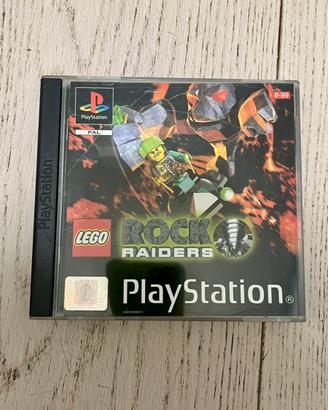 PlayStation
PlayStation
PAL
8-99
LEGO
ROCK
RAIDERS
PlayStation®